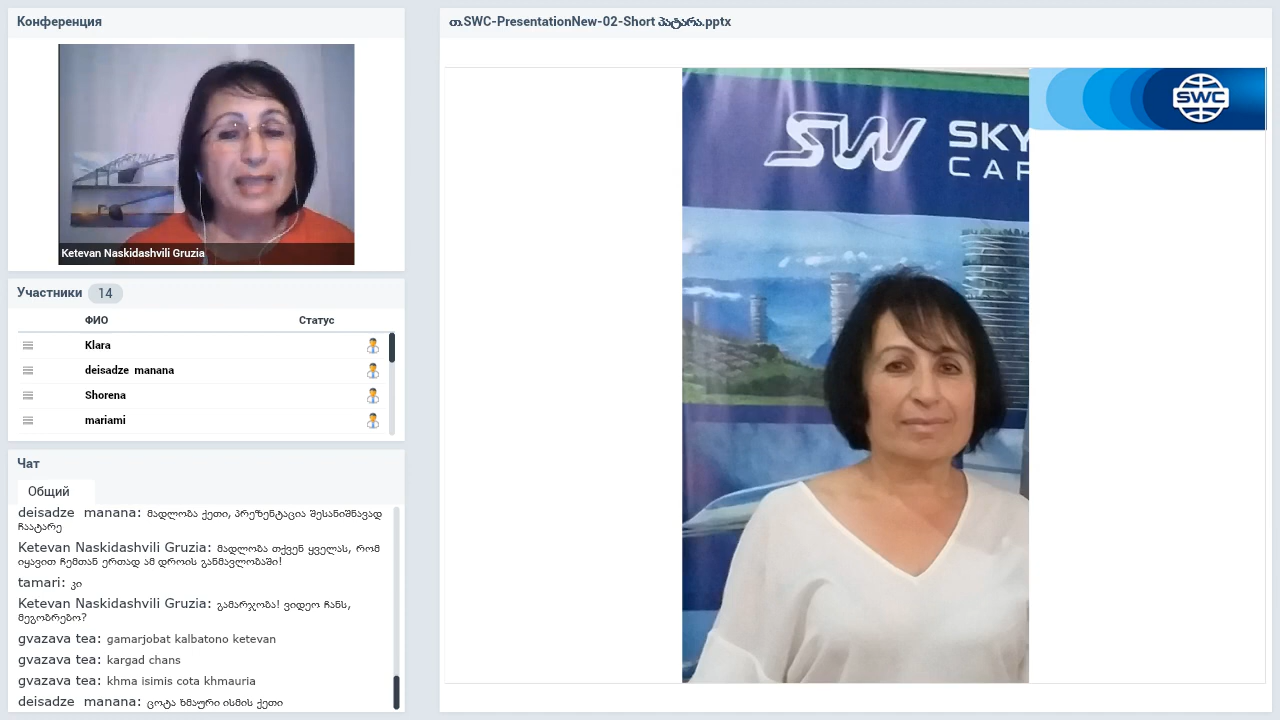 Конференция
Ketevan Naskidashvili Gruzia
Участники 14
ФИО Статус
Klara
deisadze manana
Shorena
mariami
Чат
Общий
deisadze manana: მადლობა ქეთი, პრეზენტაცია შესანიშნავად
ჩაატარე
Ketevan Naskidashvili Gruzia: მადლობა თქვენ ყველას, რომ
იყავით ჩემთან ერთად ამ დროის განმავლობაში!
tamari: კი
Ketevan Naskidashvili Gruzia: გამარჯობა! ვიდეო ჩანს,
მეგობრებო?
gvazava tea: gamarjobat kalbatono ketevan
gvazava tea: kargad chans
gvazava tea: khma isimis cota khmauria
deisadze manana: ცოტა ხმაური ისმის ქეთი
თ.SWC-PresentationNew-02-Short პატარა.pptx
SWC
SW SKY
CAP